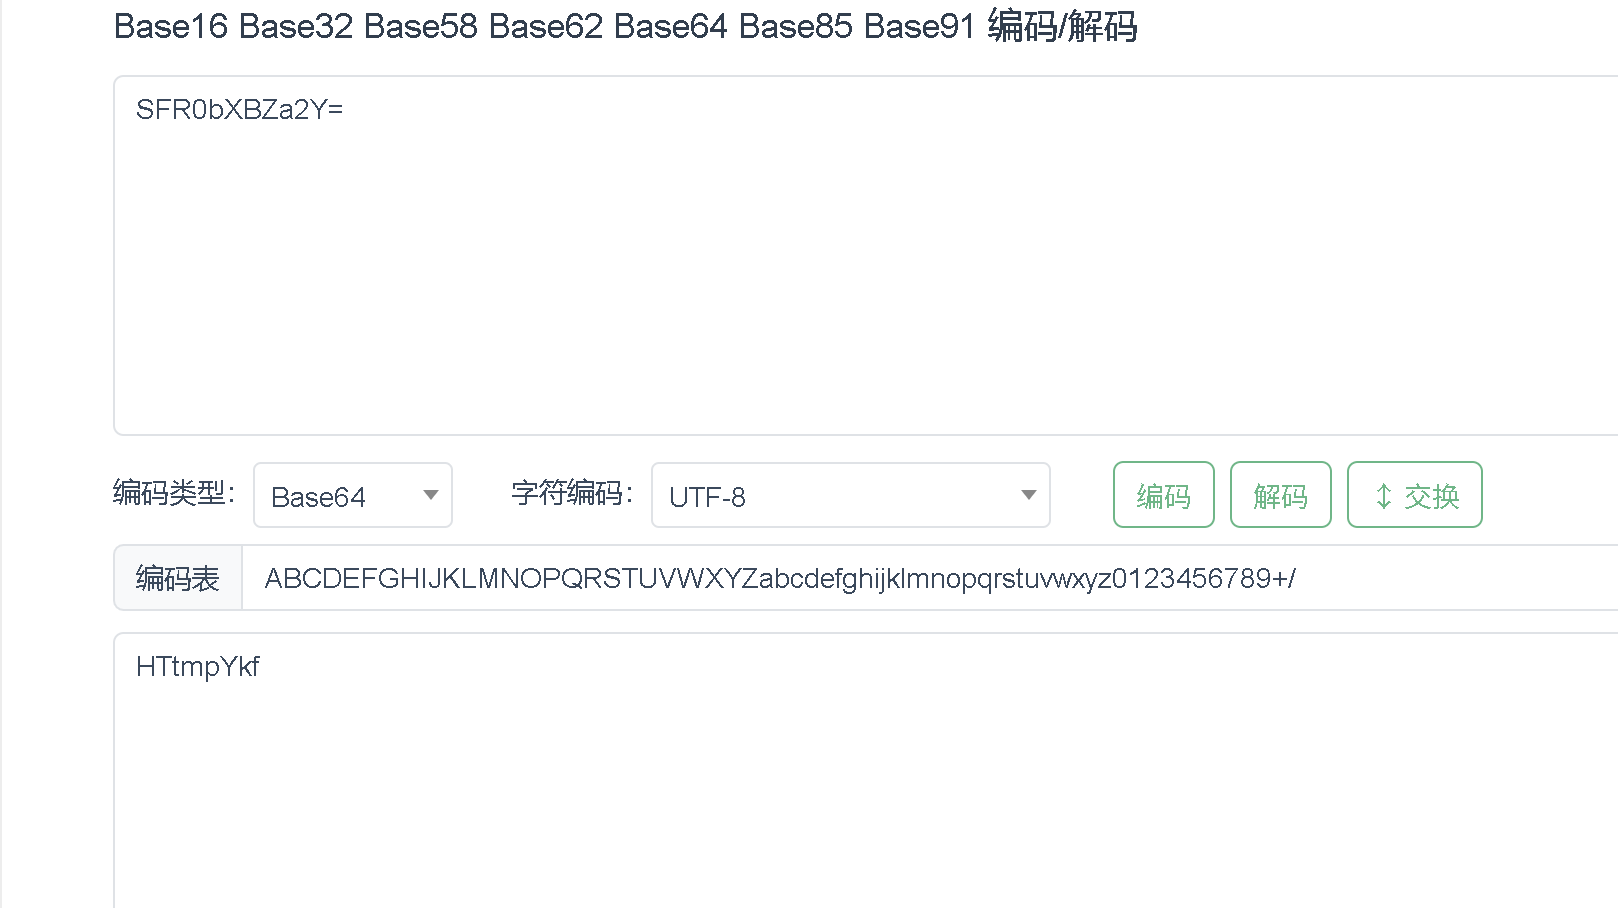 Base16 Base32 Base58 Base62 Base64 Base85 Base91 编码/解码
SFR0bXBZa2Y=
编码类型： Base64 字符编码： UTF-8 编码 解码 ↕ 交换
编码表 ABCDEFGHIJKLMNOPQRSTUVWXYZabcdefghijklmnopqrstuvwxyz0123456789+/
HTtmpYkf